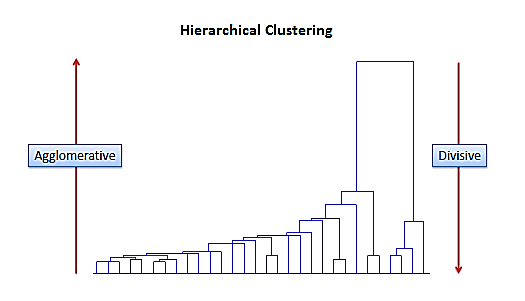 Hierarchical Clustering
Agglomerative
Divisive